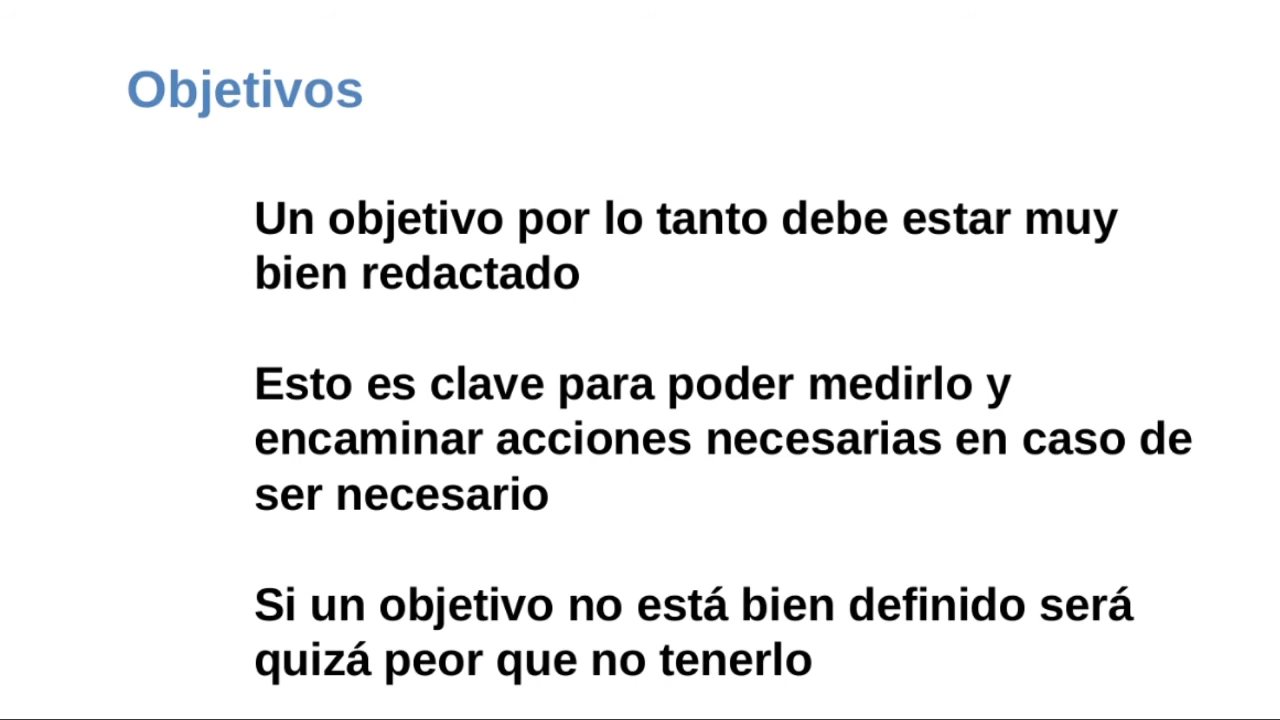 Objetivos
Un objetivo por lo tanto debe estar muy
bien redactado
Esto es clave para poder medirlo y
encaminar acciones necesarias en caso de
ser necesario
Si un objetivo no está bien definido será
quizá peor que no tenerlo